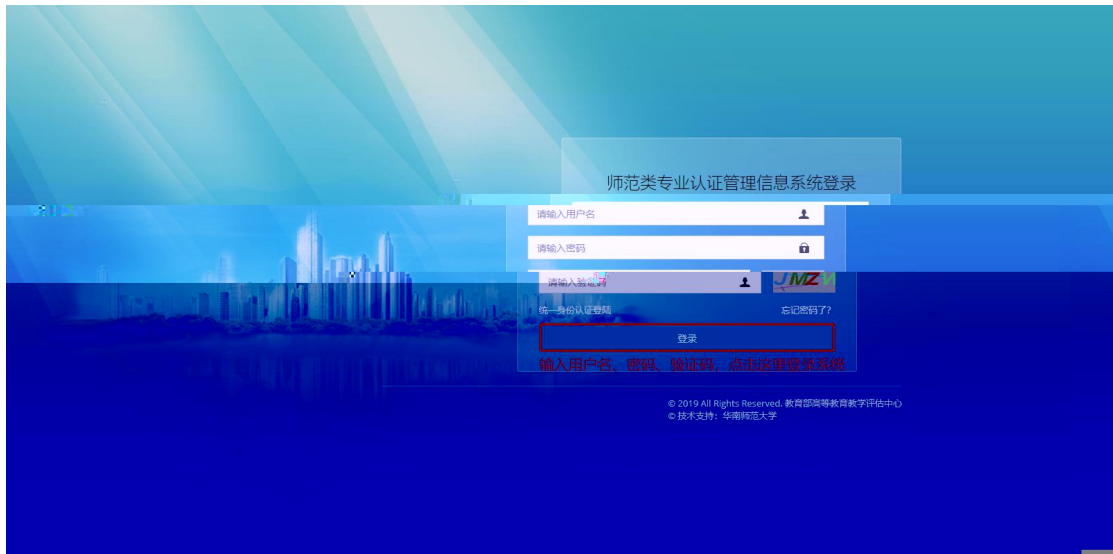 师范类专业认证管理信息系统登录
请输入用户名
请输入密码
请输入验证码
JMZM
统一身份认证登陆 忘记密码了?
登录
输入用户名、密码、验证码，点击这里登录系统
© 2019 All Rights Reserved. 教育部高等教育教学评估中心
© 技术支持：华南师范大学